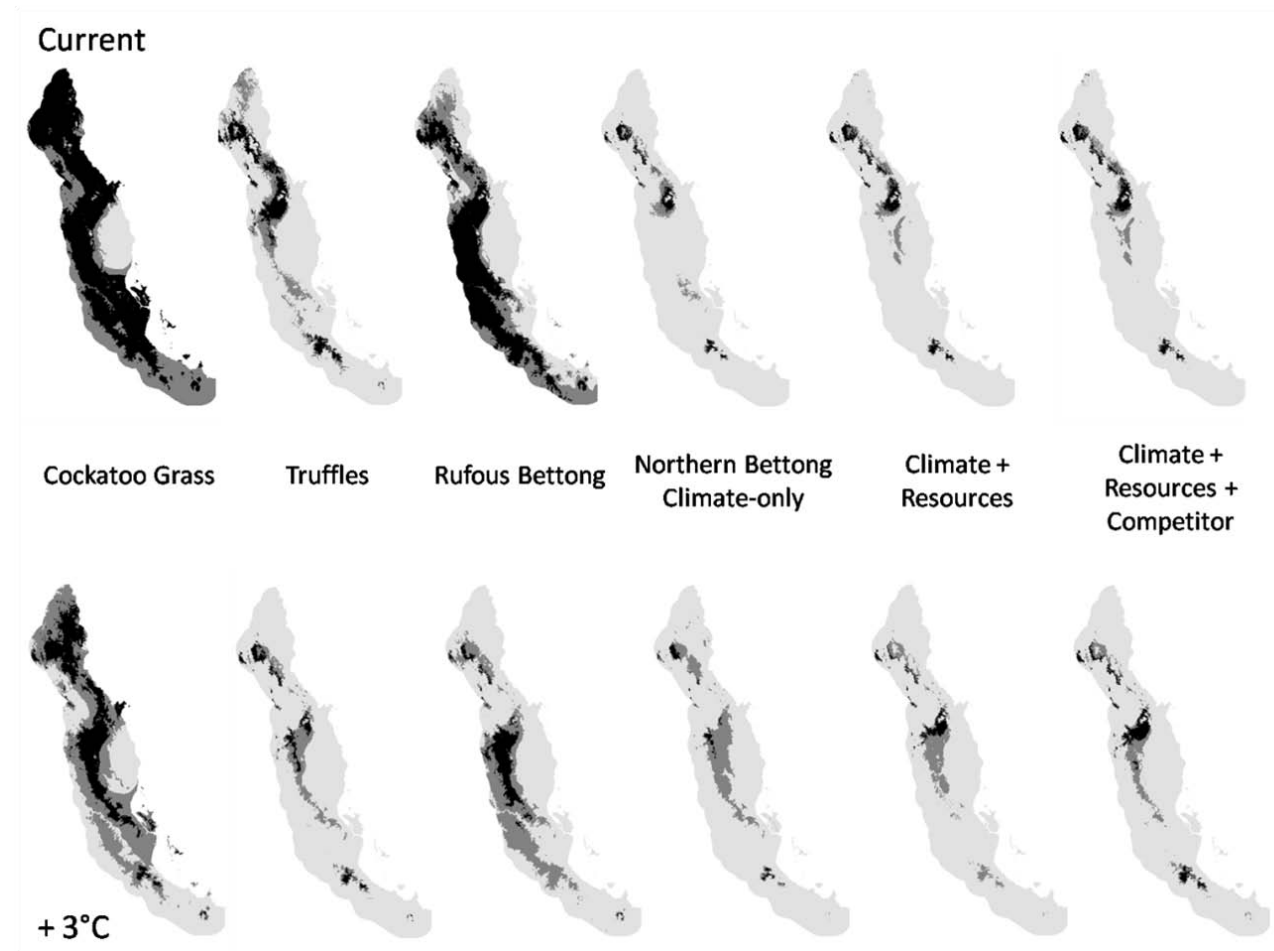 Current
Cockatoo Grass
Truffles
Rufous Bettong
Northern Bettong
Climate-only
Climate +
Resources
Climate +
Resources +
Competitor
+ 3°C